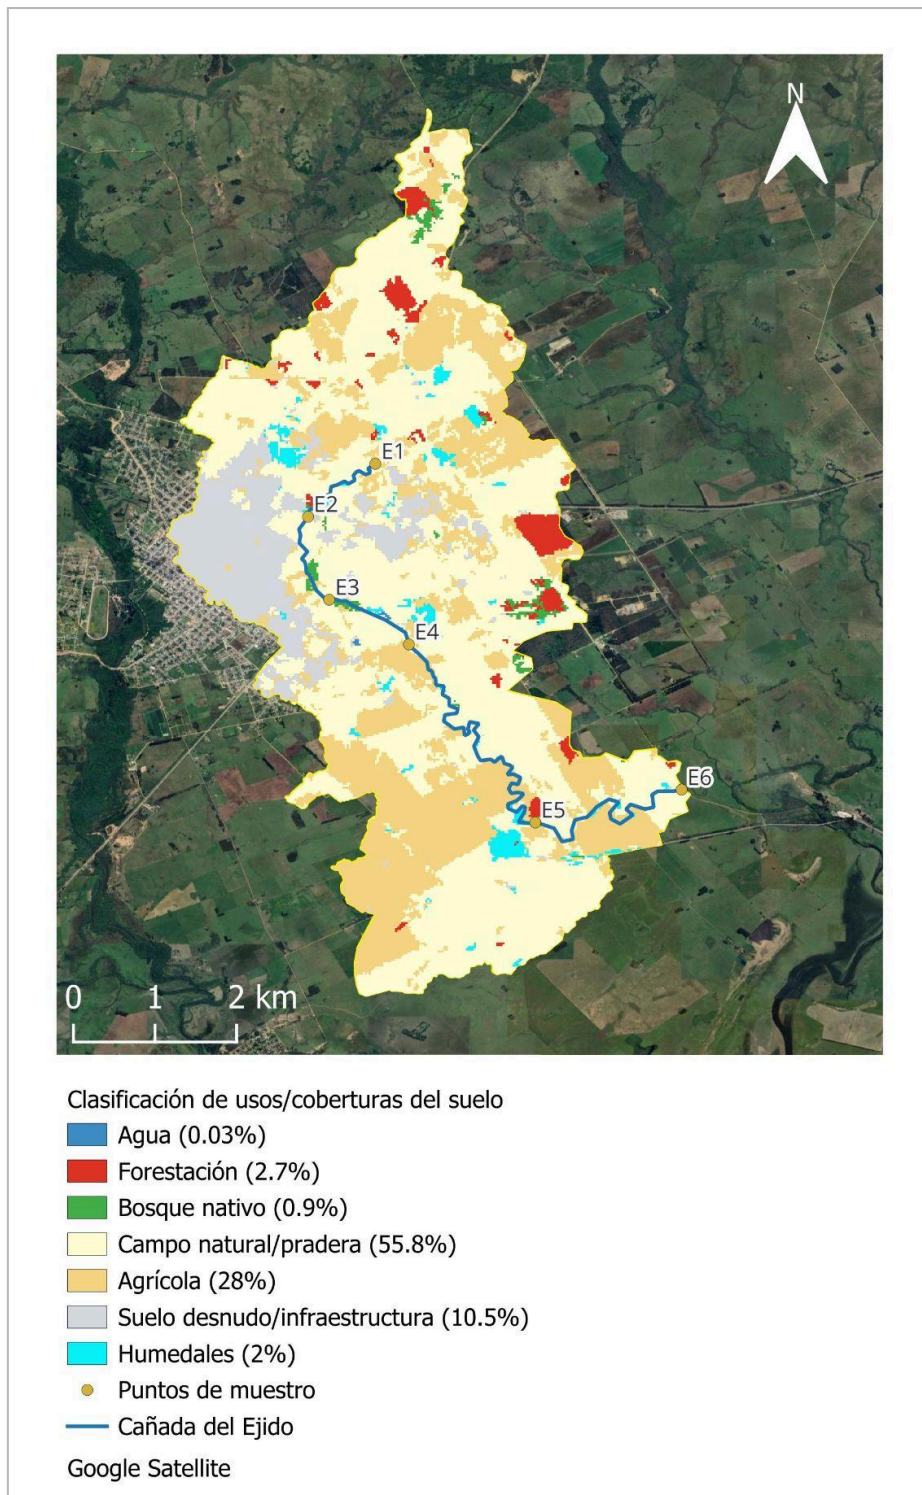 N
E1
E2
E3
E4
E6
E5
0 1 2 km
Clasificación de usos/coberturas del suelo
Agua (0.03%)
Forestación (2.7%)
Bosque nativo (0.9%)
Campo natural/pradera (55.8%)
Agrícola (28%)
Suelo desnudo/infraestructura (10.5%)
Humedales (2%)
Puntos de muestro
Cañada del Ejido
Google Satellite